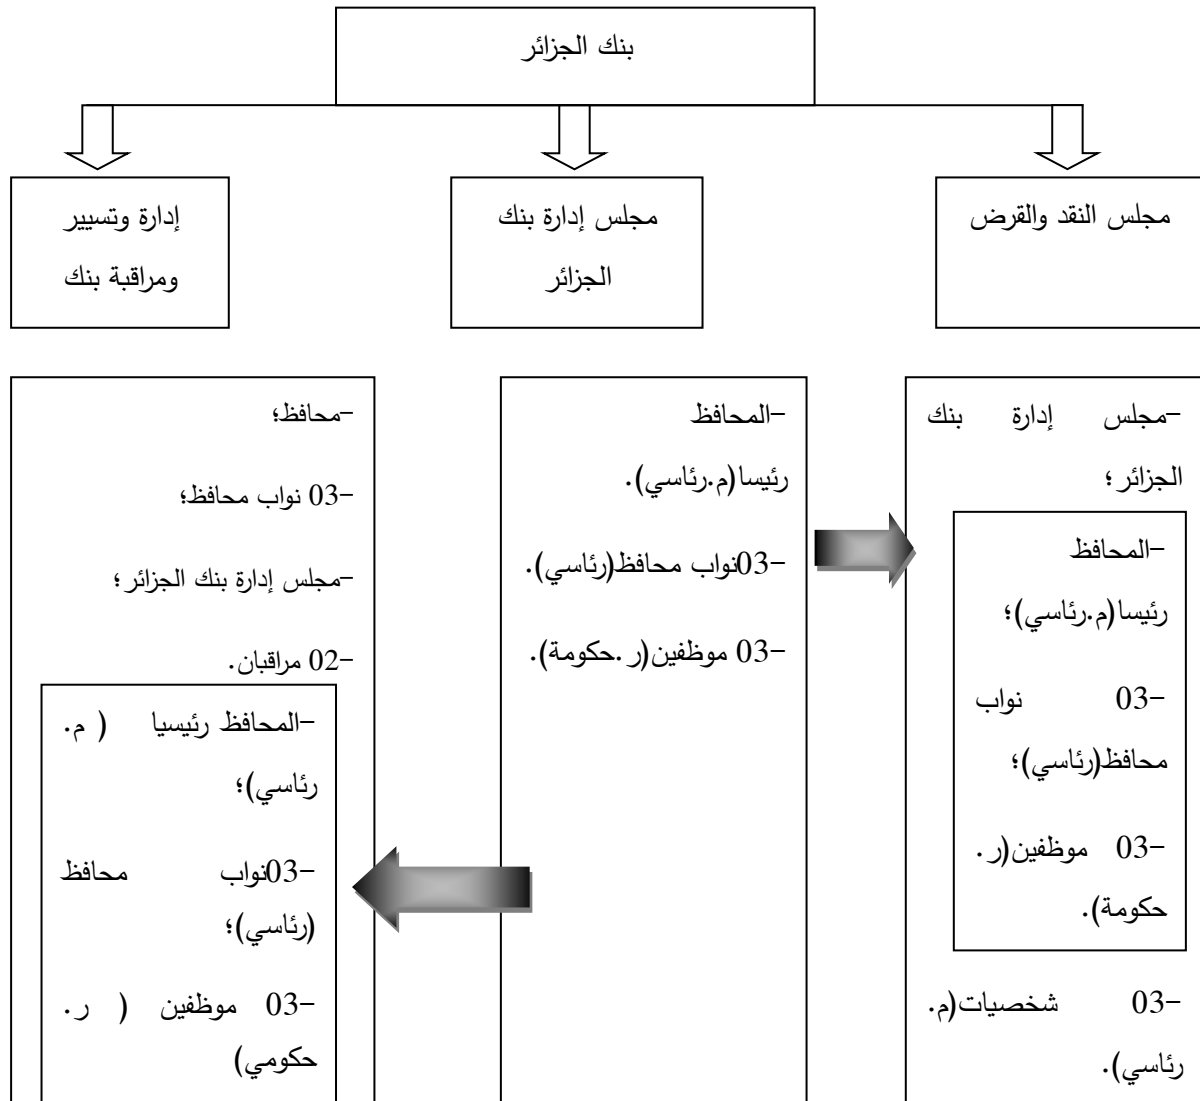 بنك الجزائر
مجلس النقد والقرض
مجلس إدارة بنك
الجزائر
إدارة وتسيير
ومراقبة بنك
-مجلس إدارة بنك
الجزائر؛
-المحافظ
رئيسا(م.رئاسي)؛
-03 نواب
محافظ(رئاسي)؛
-03 موظفين(ر.
حكومة).
-03 شخصيات(م.
رئاسي).
-المحافظ
رئيسا(م.رئاسي).
-03نواب محافظ(رئاسي).
-03 موظفين(ر.حكومة).
-محافظ؛
-03 نواب محافظ؛
-مجلس إدارة بنك الجزائر؛
-02 مراقبان.
-المحافظ رئيسيا ( م.
رئاسي)؛
-03نواب محافظ
(رئاسي)؛
-03 موظفين ( ر.
حكومي)